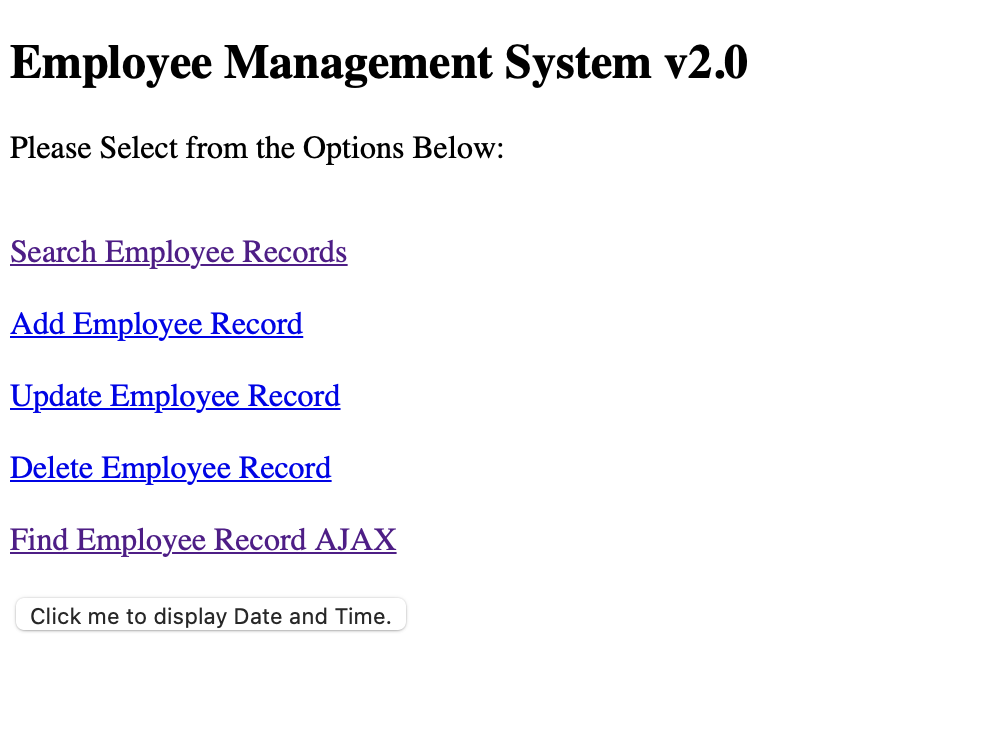 Employee Management System v2.0
Please Select from the Options Below:
Search Employee Records
Add Employee Record
Update Employee Record
Delete Employee Record
Find Employee Record AJAX
Click me to display Date and Time.